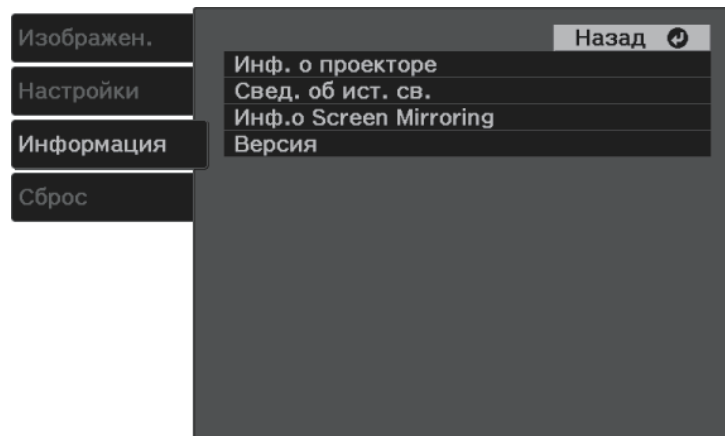 Изображен.
Настройки
Информация
Сброс
Назад
Инф. о проекторе
Свед. об ист. св.
Инф.о Screen Mirroring
Версия